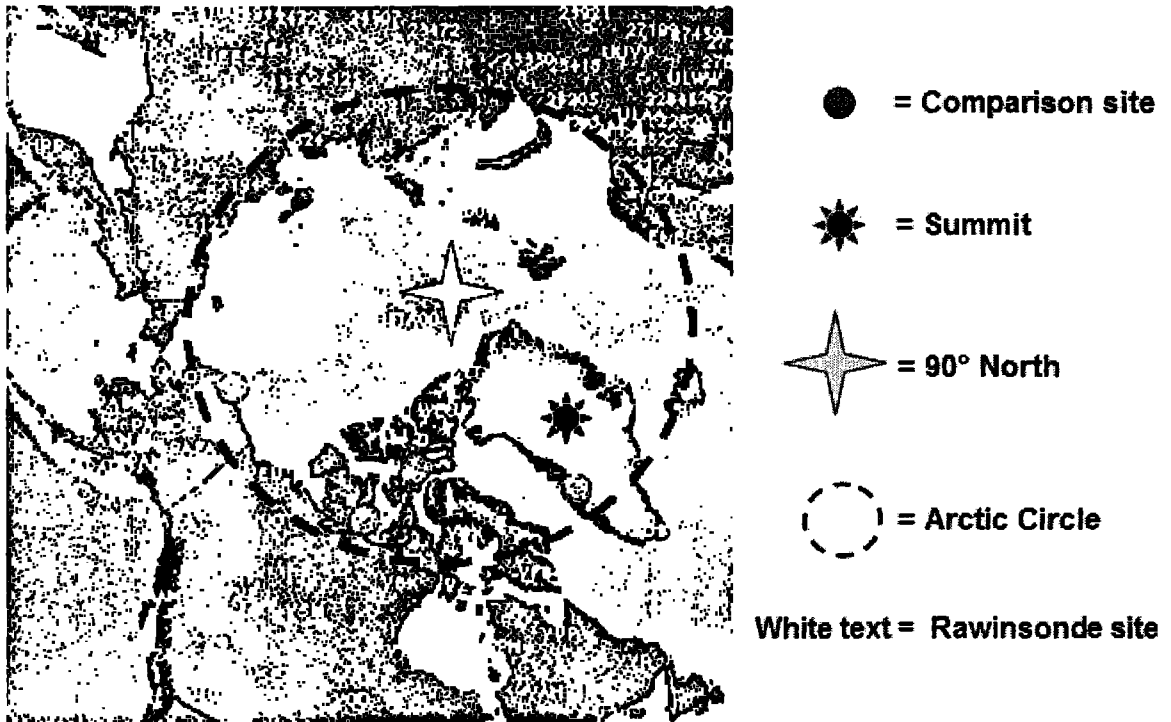 = Comparison site
= Summit
= 90° North
= Arctic Circle
White text = Rawinsonde site